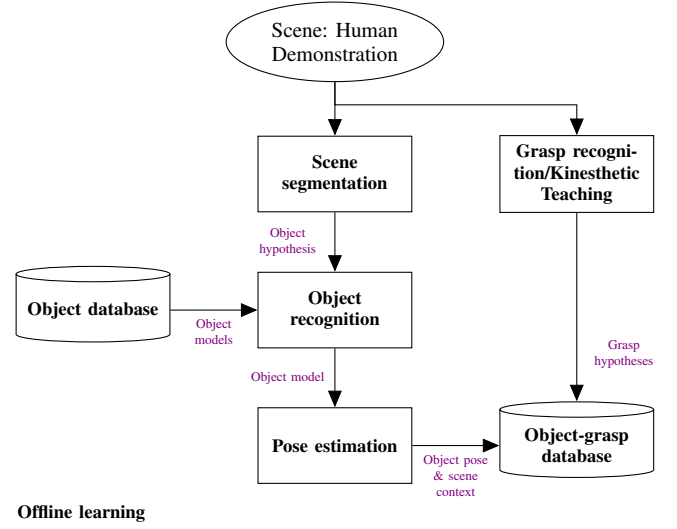 Scene: Human
Demonstration
Scene
segmentation
Grasp recogni-
tion/Kinesthetic
Teaching
Object
hypothesis
Object database
Object
models
Object
recognition
Object model
Grasp
hypotheses
Pose estimation
Object pose
& scene
context
Object-grasp
database
Offline learning